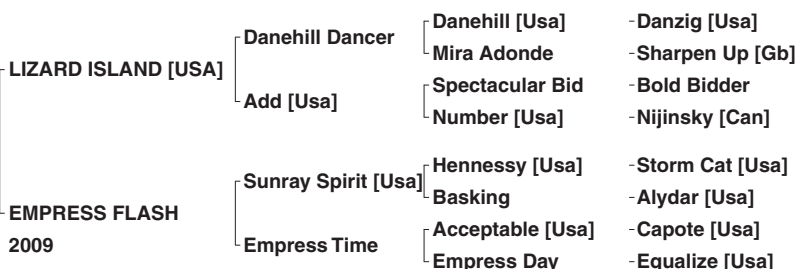 Danehill [Usa] -Danzig [Usa]
Danehill Dancer
Mira Adonde -Sharpen Up [Gb]
LIZARD ISLAND [USA]
Spectacular Bid -Bold Bidder
Add [Usa]
Number [Usa] -Nijinsky [Can]
Hennessy [Usa] -Storm Cat [Usa]
Sunray Spirit [Usa]
Basking -Alydar [Usa]
EMPRESS FLASH
Acceptable [Usa] -Capote [Usa]
2009 Empress Time
Empress Day -Equalize [Usa]